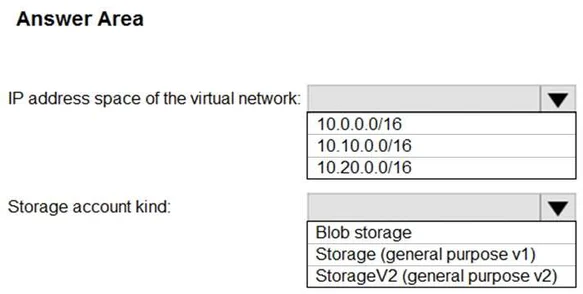 Answer Area
IP address space of the virtual network:
10.0.0.0/16
10.10.0.0/16
10.20.0.0/16
Storage account kind:
Blob storage
Storage (general purpose v1)
StorageV2 (general purpose v2)